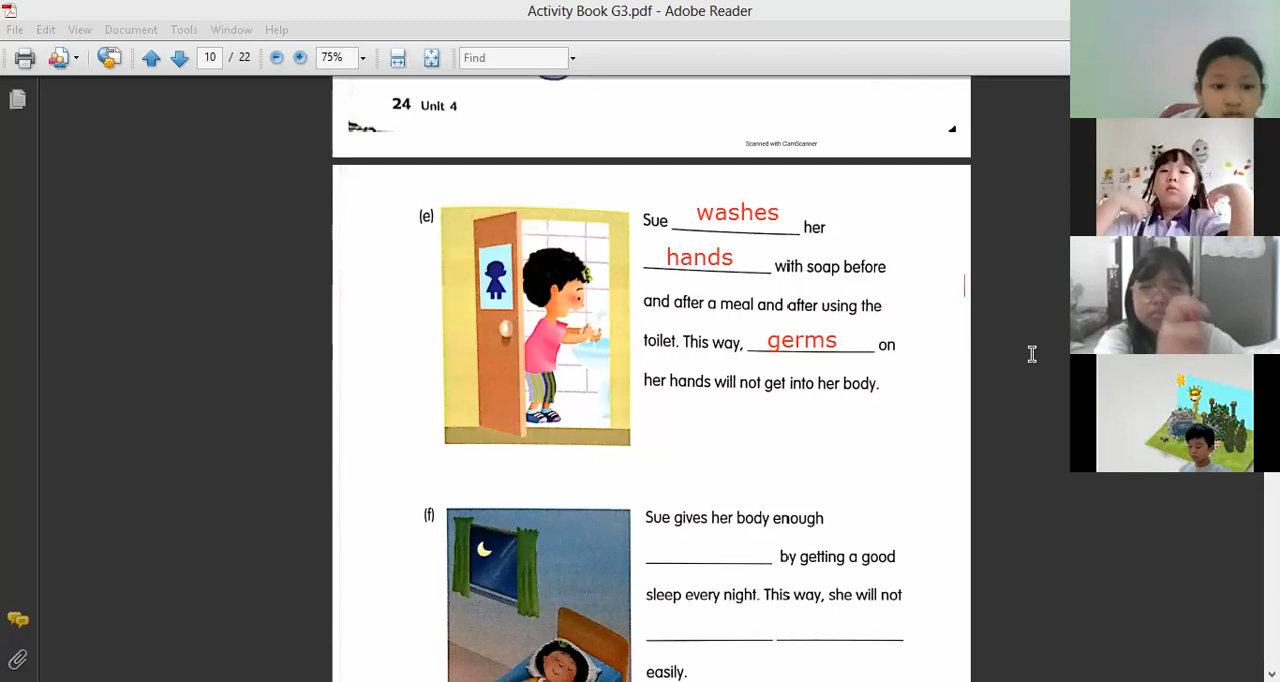 Activity Book G3.pdf - Adobe Reader
File Edit View Document Tools Window Help
10 / 22 75% Find
24 Unit 4
Scanned with CamScanner
(e) Sue washes her
hands with soap before
and after a meal and after using the
toilet. This way, germs on
her hands will not get into her body.
(f) Sue gives her body enough
____________ by getting a good
sleep every night. This way, she will not
____________ ____________
easily.